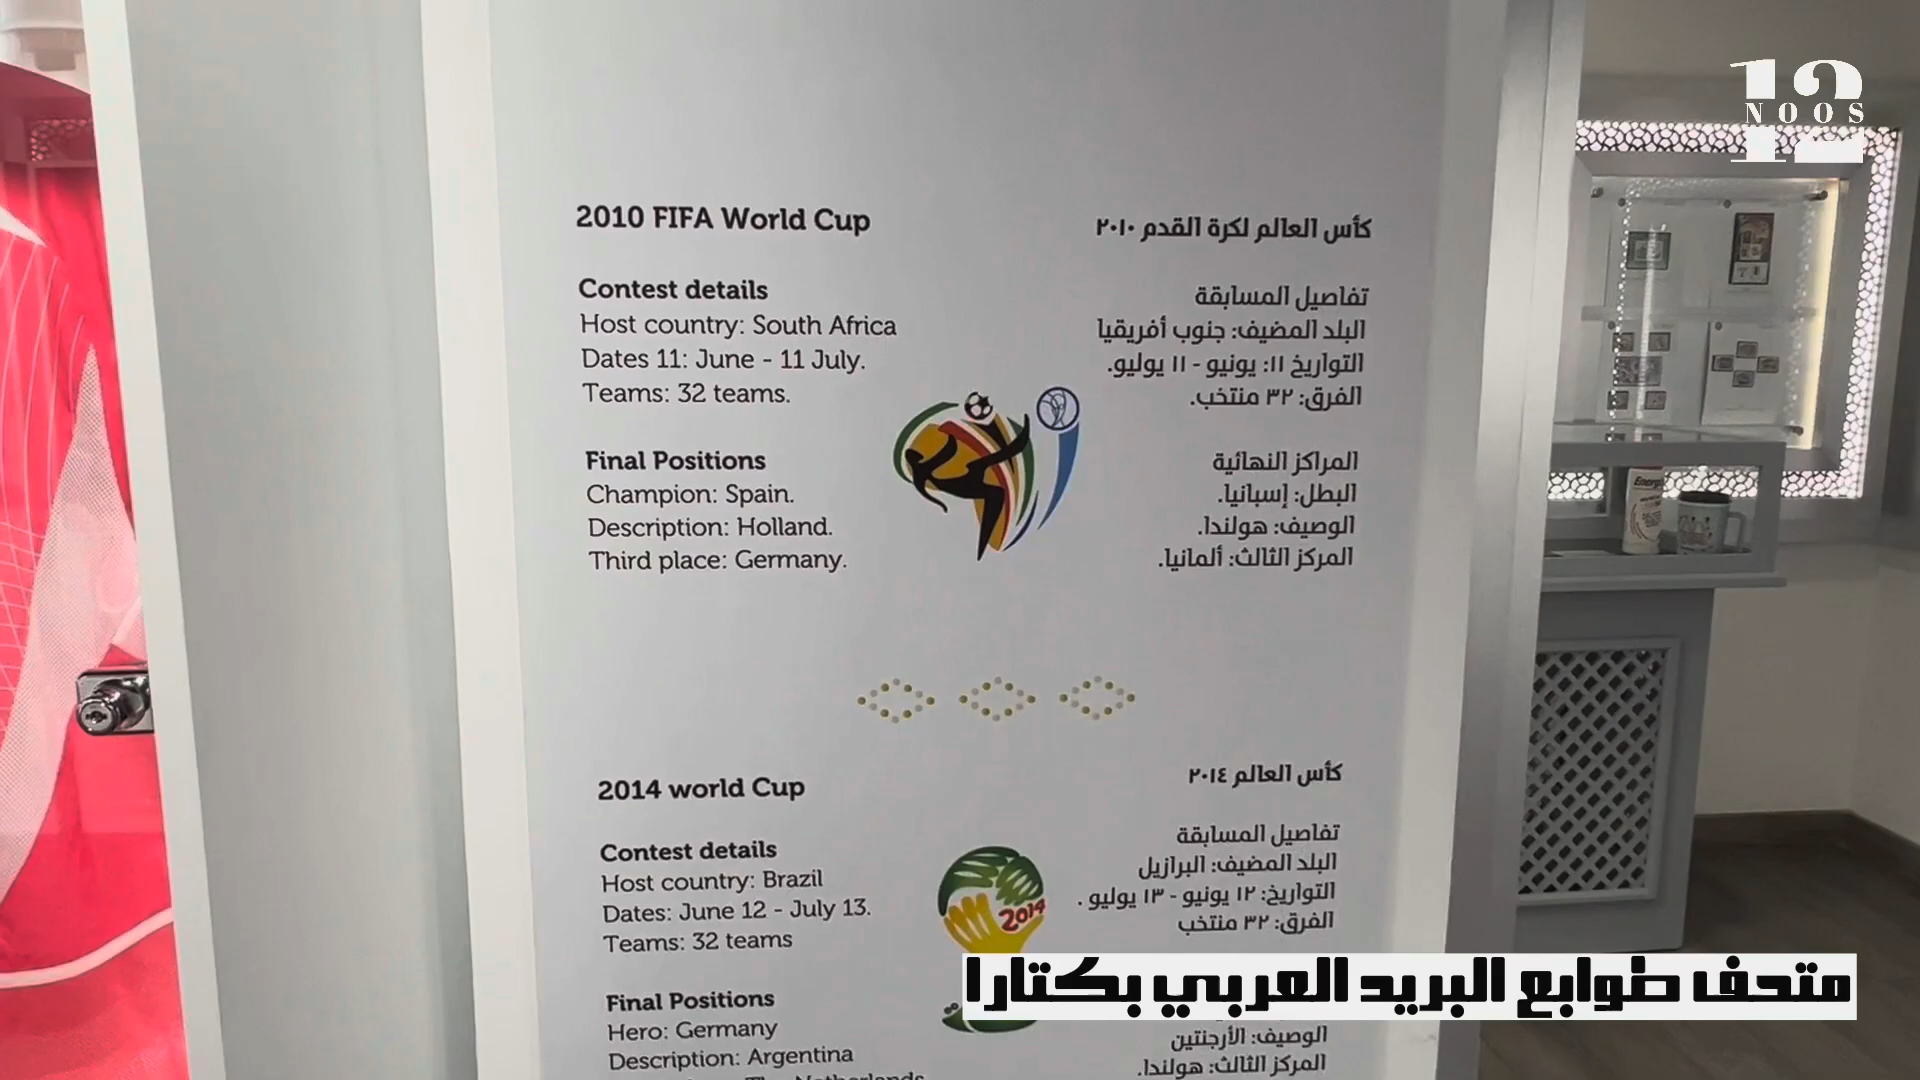 12
NOOS
2010 FIFA World Cup
Contest details
Host country: South Africa
Dates 11: June - 11 July.
Teams: 32 teams.
Final Positions
Champion: Spain.
Description: Holland.
Third place: Germany.
كأس العالم لكرة القدم ٢٠١٠
تفاصيل المسابقة
البلد المضيف: جنوب أفريقيا
التواريخ ١١: يونيو - ١١ يوليو.
الفرق: ٣٢ منتخب.
المراكز النهائية
البطل: إسبانيا.
الوصيف: هولندا.
المركز الثالث: ألمانيا.
2014 world Cup
Contest details
Host country: Brazil
Dates: June 12 - July 13.
Teams: 32 teams
Final Positions
Hero: Germany
Description: Argentina
2014
كأس العالم ٢٠١٤
تفاصيل المسابقة
البلد المضيف: البرازيل
التواريخ: ١٢ يونيو - ١٣ يوليو .
الفرق: ٣٢ منتخب
الوصيف: الأرجنتين
المركز الثالث: هولندا.
متحف طوابع البريد العربي بكتارا